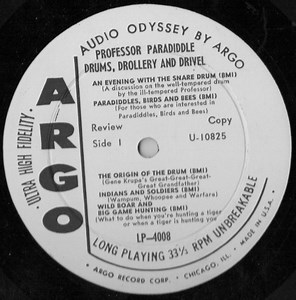 AUDIO ODYSSEY BY ARGO
PROFESSOR PARADIDDLE
DRUMS, DROLLERY AND DRIVEL
AN EVENING WITH THE SNARE DRUM (BMI)
(A discussion on the well-tempered drum
by the ill-tempered Professor)
PARADIDDLES, BIRDS AND BEES (BMI)
(For those who are interested in
Paradiddles, Birds and Bees)
Review Copy
Side 1 U-10825
ULTRA HIGH FIDELITY.
ARGO
THE ORIGIN OF THE DRUM (BMI)
(Gene Krupa's Great-Great-Great-Great
Grandfather)
INDIANS AND SOLDIERS (BMI)
(Wampum, Whoopee and Warfare)
WILD BOAR AND
BIG GAME HUNTING (BMI)
(What to do when you're hunting a tiger
or when a tiger is hunting you)
LP-4008
LONG PLAYING 33⅓ RPM UNBREAKABLE
ARGO RECORD CORP. CHICAGO, ILL. MADE IN U.S.A.